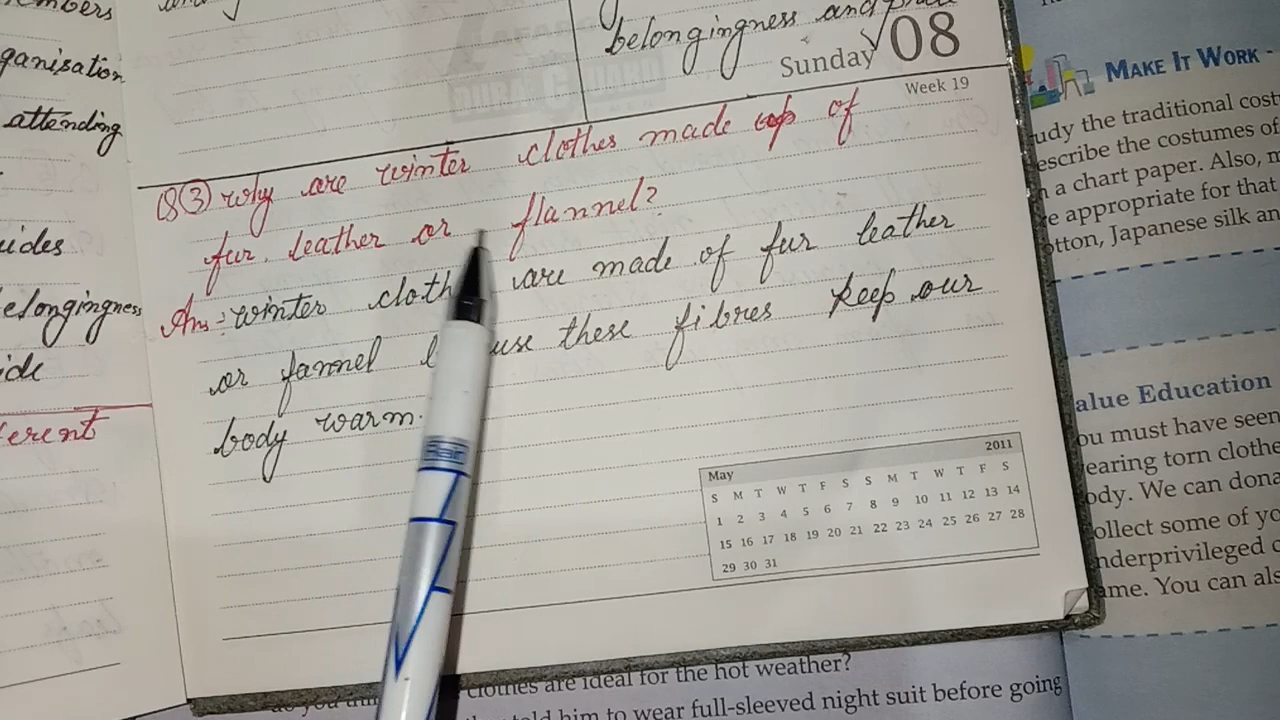 embers
ganisation
attending
uides
elongingness
ide
erent
belongingness and
Sunday 08
Week 19
Q(3) why are winter clothes made up of
fur, leather or flannel?
Ans:- winter cloth are made of fur leather
or fannel use these fibres keep our
body warm.
May 2011
S M T W T F S S M T W T F S
1 2 3 4 5 6 7 8 9 10 11 12 13 14
15 16 17 18 19 20 21 22 23 24 25 26 27 28
29 30 31
Flair
MAKE IT WORK -
udy the traditional cost
escribe the costumes of
n a chart paper. Also, m
e appropriate for that
otton, Japanese silk an
alue Education
ou must have seen
earing torn clothe
ody. We can dona
ollect some of yo
nderprivileged c
ame. You can als
clothes are ideal for the hot weather?
told him to wear full-sleeved night suit before going